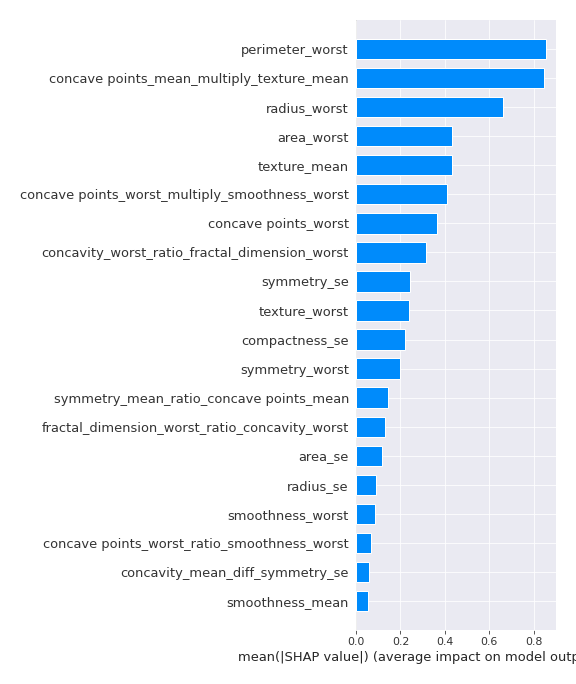 perimeter_worst
concave points_mean_multiply_texture_mean
radius_worst
area_worst
texture_mean
concave points_worst_multiply_smoothness_worst
concave points_worst
concavity_worst_ratio_fractal_dimension_worst
symmetry_se
texture_worst
compactness_se
symmetry_worst
symmetry_mean_ratio_concave points_mean
fractal_dimension_worst_ratio_concavity_worst
area_se
radius_se
smoothness_worst
concave points_worst_ratio_smoothness_worst
concavity_mean_diff_symmetry_se
smoothness_mean
0.0 0.2 0.4 0.6 0.8
mean(|SHAP value|) (average impact on model outp